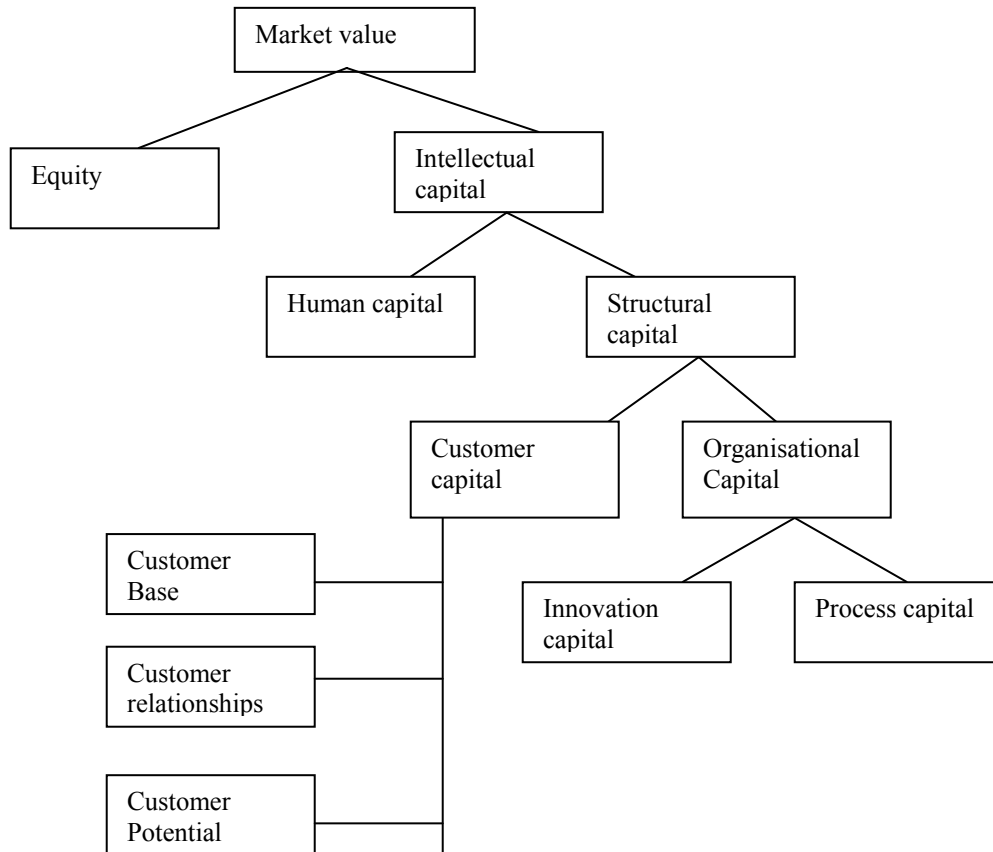 Market value
Equity
Intellectual
capital
Human capital
Structural
capital
Customer
capital
Organisational
Capital
Customer
Base
Innovation
capital
Process capital
Customer
relationships
Customer
Potential